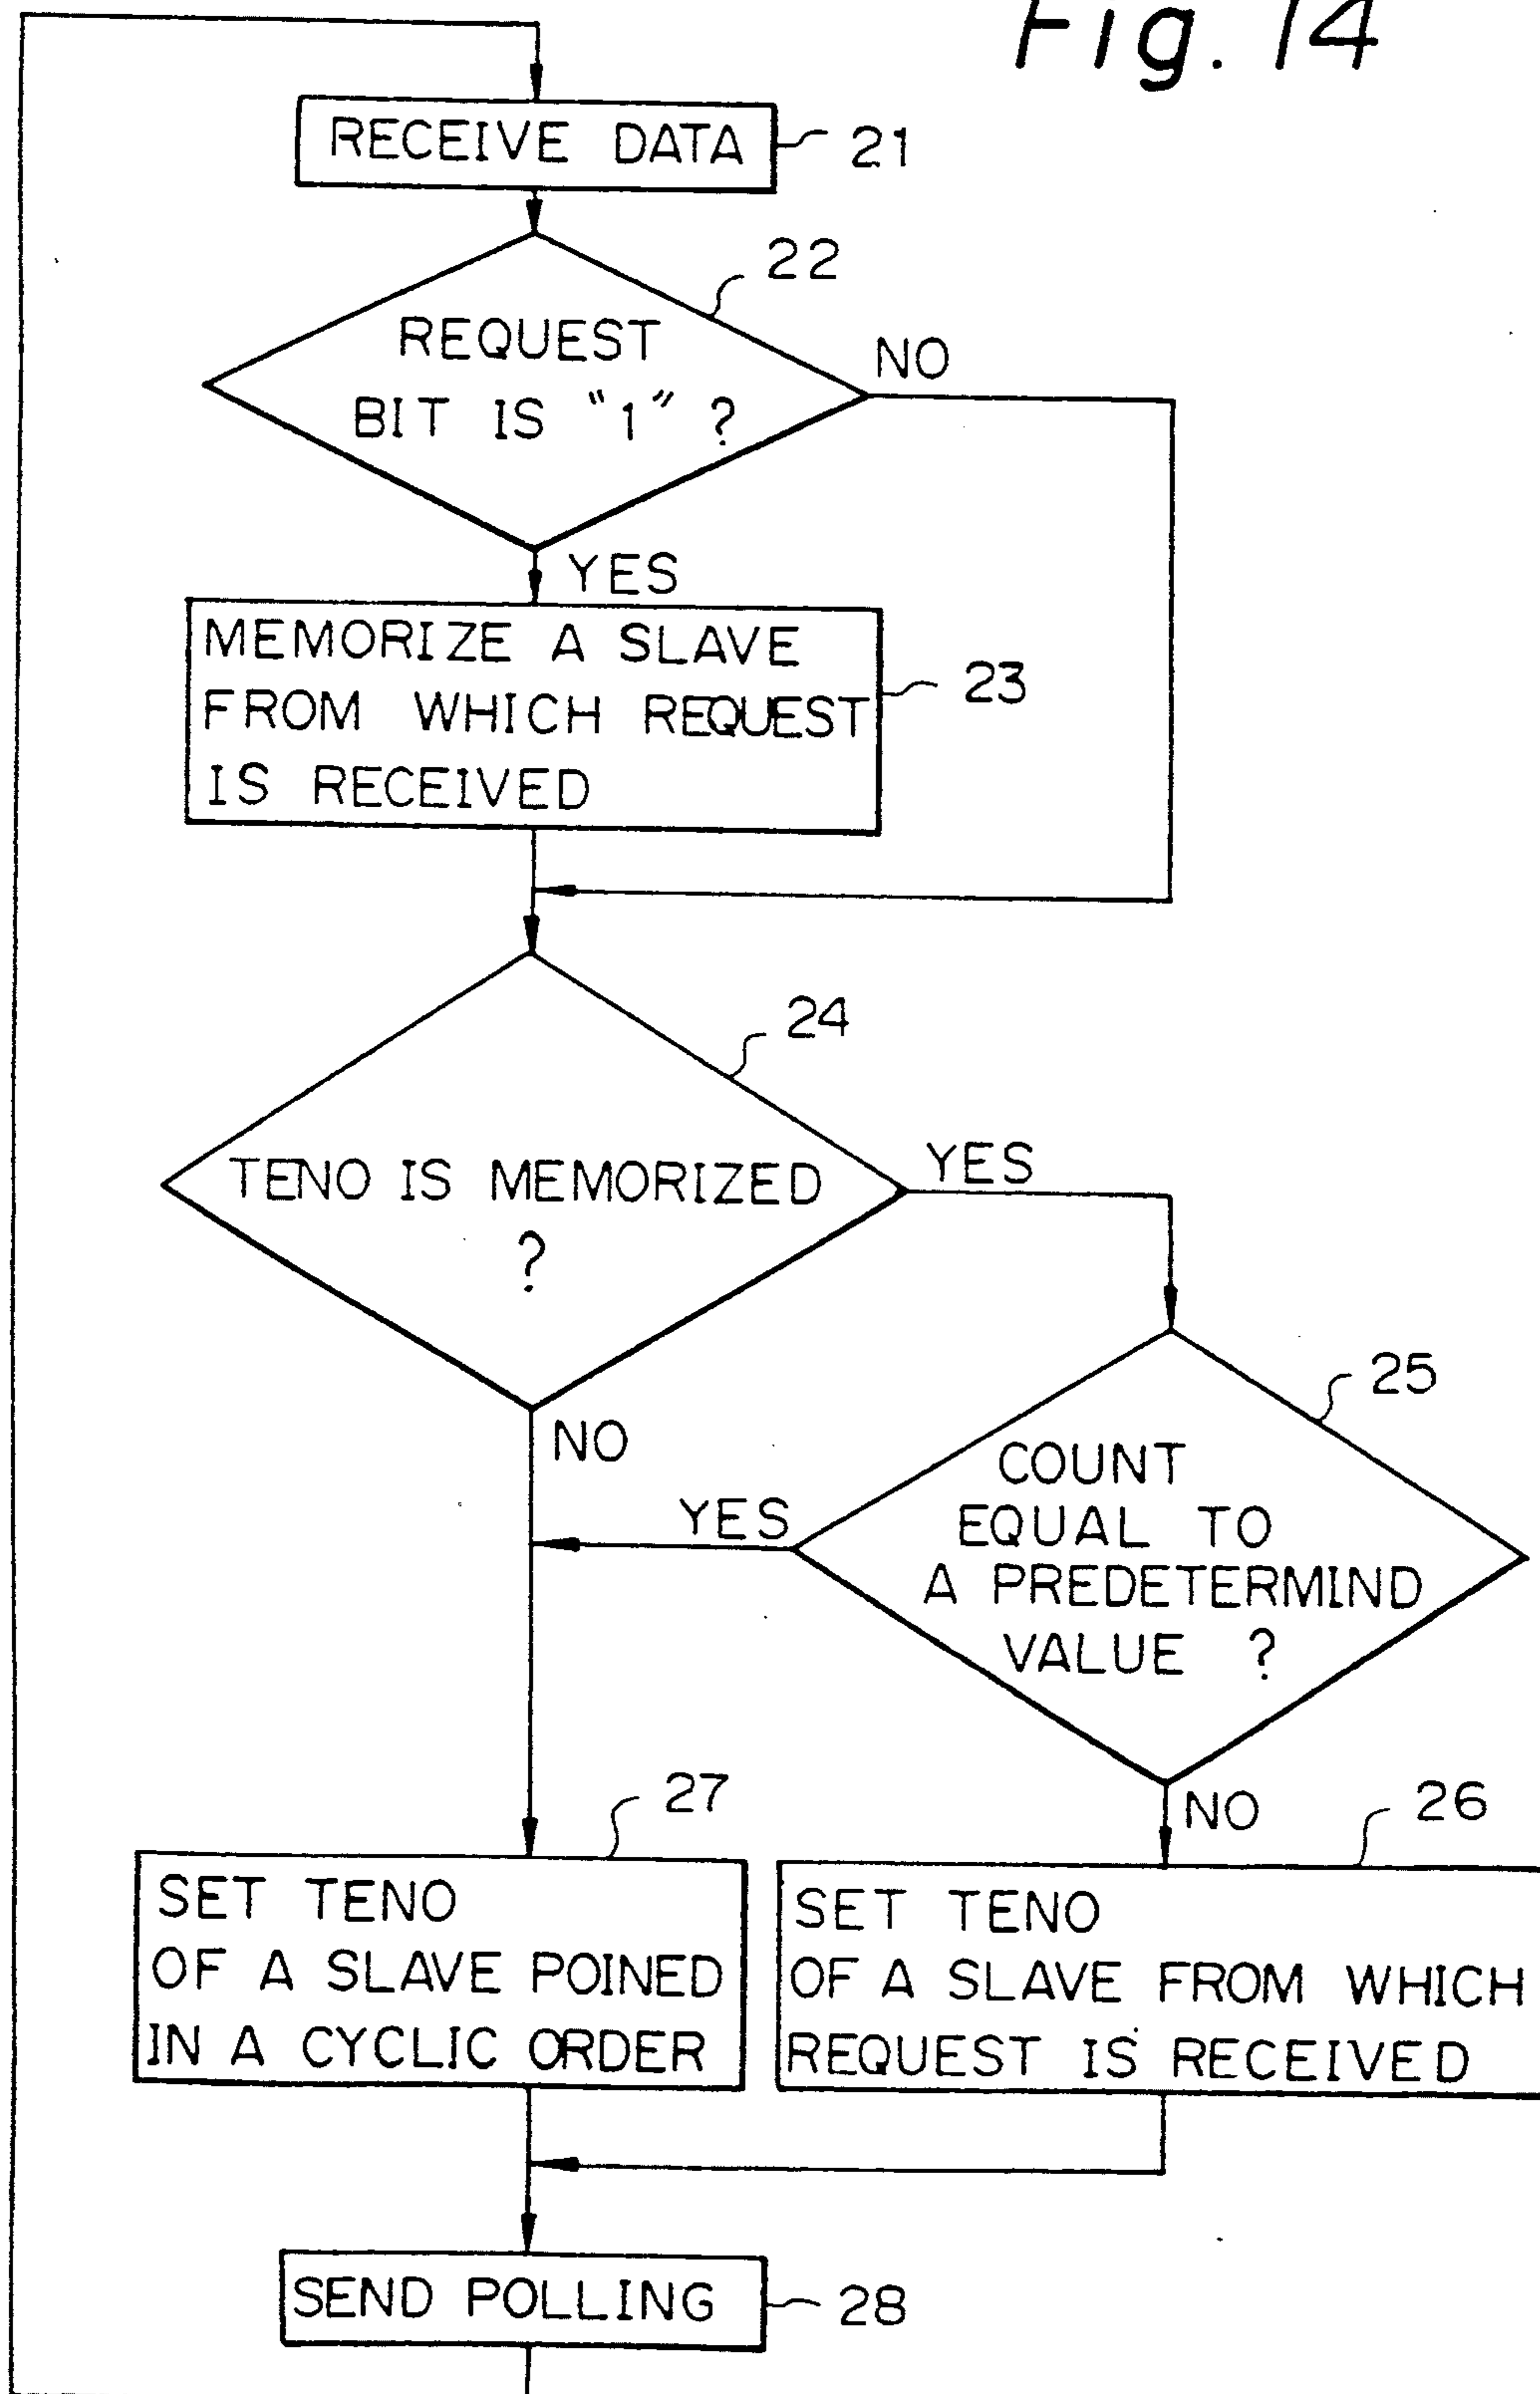 Fig. 14
RECEIVE DATA
21
22
REQUEST
BIT IS "1" ?
NO
YES
MEMORIZE A SLAVE
FROM WHICH REQUEST
IS RECEIVED
23
24
TENO IS MEMORIZED
?
YES
NO
25
COUNT
EQUAL TO
A PREDETERMIND
VALUE ?
YES
NO
27
SET TENO
OF A SLAVE POINED
IN A CYCLIC ORDER
26
SET TENO
OF A SLAVE FROM WHICH
REQUEST IS RECEIVED
SEND POLLING
28